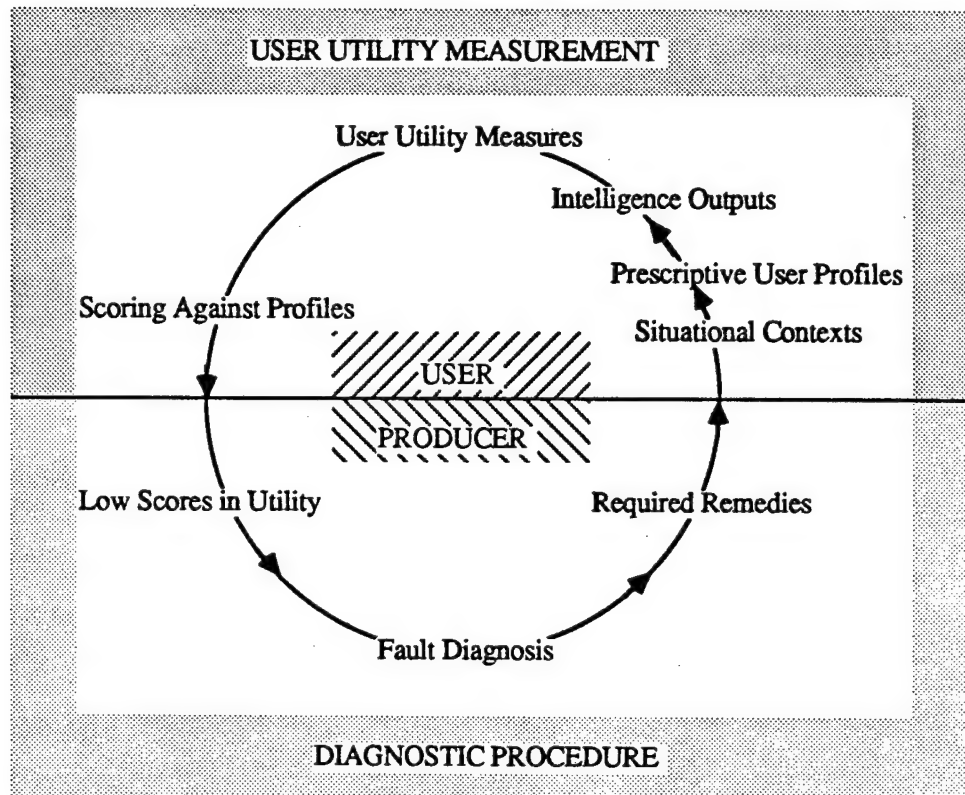 USER UTILITY MEASUREMENT
User Utility Measures
Intelligence Outputs
Prescriptive User Profiles
Scoring Against Profiles
Situational Contexts
USER
PRODUCER
Low Scores in Utility
Required Remedies
Fault Diagnosis
DIAGNOSTIC PROCEDURE